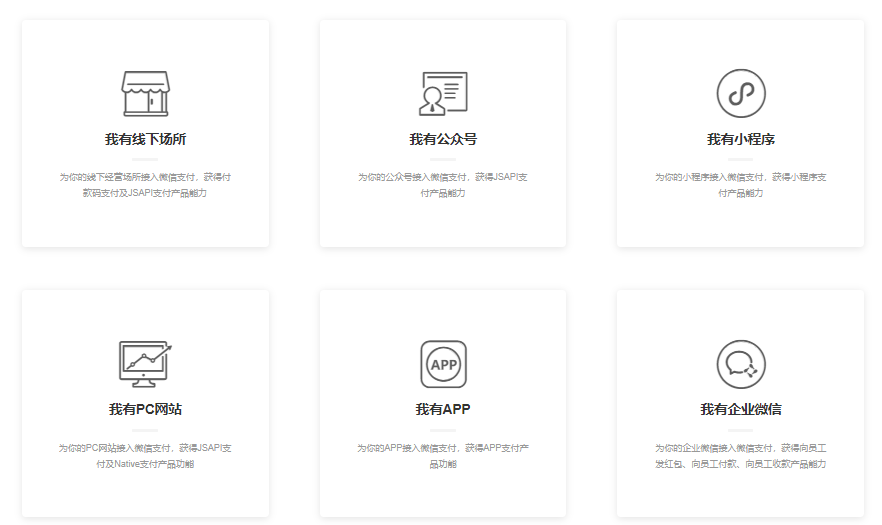 我有线下场所
为你的线下经营场所接入微信支付，获得付
款码支付及JSAPI支付产品能力
我有公众号
为你的公众号接入微信支付，获得JSAPI支
付产品能力
我有小程序
为你的小程序接入微信支付，获得小程序支
付产品能力
我有PC网站
为你的PC网站接入微信支付，获得JSAPI支
付及Native支付产品功能
APP
我有APP
为你的APP接入微信支付，获得APP支付产
品功能
我有企业微信
为你的企业微信接入微信支付，获得向员工
发红包、向员工付款、向员工收款产品能力